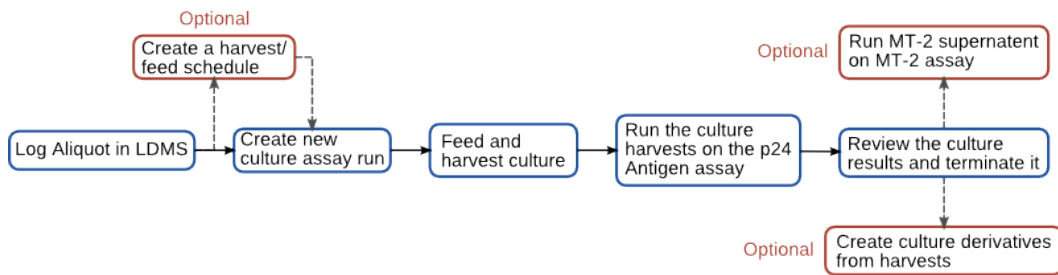 Optional
Create a harvest/
feed schedule
Log Aliquot in LDMS
Create new
culture assay run
Feed and
harvest culture
Run the culture
harvests on the p24
Antigen assay
Review the culture
results and terminate it
Optional
Run MT-2 supernatent
on MT-2 assay
Optional
Create culture derivatives
from harvests